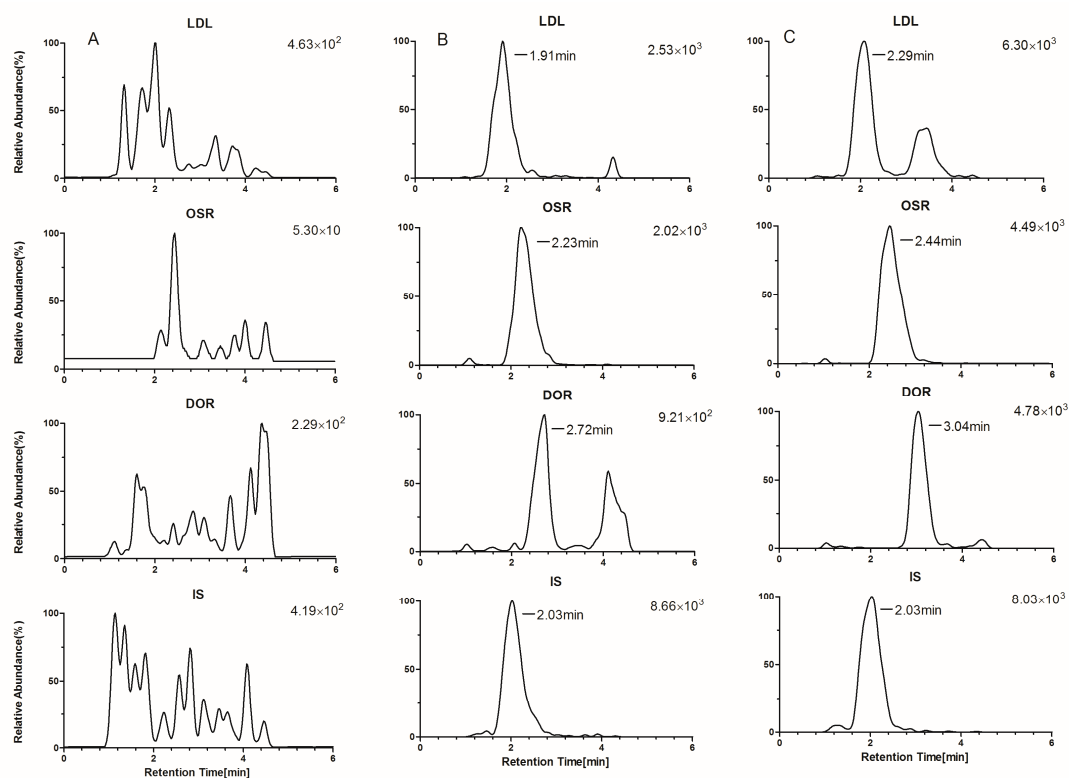 A
LDL
4.63×10²
Relative Abundance(%)
100
50
0
0 2 4 6
OSR
5.30×10
Relative Abundance(%)
100
50
0
0 2 4 6
DOR
2.29×10²
Relative Abundance(%)
100
50
0
0 2 4 6
IS
4.19×10²
Relative Abundance(%)
100
50
0
0 2 4 6
Retention Time[min]
B
LDL
2.53×10³
1.91min
100
50
0
0 2 4 6
OSR
2.02×10³
2.23min
100
50
0
0 2 4 6
DOR
9.21×10²
2.72min
100
50
0
0 2 4 6
IS
8.66×10³
2.03min
100
50
0
0 2 4 6
Retention Time[min]
C
LDL
6.30×10³
2.29min
100
50
0
0 2 4 6
OSR
4.49×10³
2.44min
100
50
0
0 2 4 6
DOR
4.78×10³
3.04min
100
50
0
0 2 4 6
IS
8.03×10³
2.03min
100
50
0
0 2 4 6
Retention Time[min]